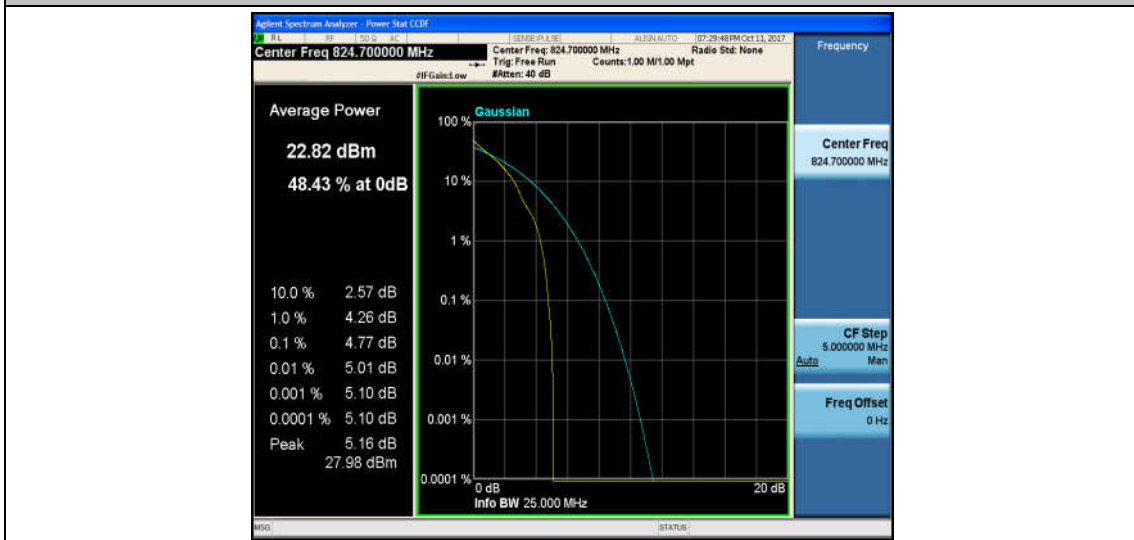 Agilent Spectrum Analyzer - Power Stat CCDF
RL RF 50 Ω AC SENSE:PULSE ALIGN AUTO 07:29:48 PM Oct 11, 2017
Center Freq 824.700000 MHz
Center Freq: 824.700000 MHz Radio Std: None
Trig: Free Run Counts:1.00 M/1.00 Mpt
#IFGain:Low #Atten: 40 dB
Frequency
Average Power
22.82 dBm
48.43 % at 0dB
10.0 % 2.57 dB
1.0 % 4.26 dB
0.1 % 4.77 dB
0.01 % 5.01 dB
0.001 % 5.10 dB
0.0001 % 5.10 dB
Peak 5.16 dB
27.98 dBm
Gaussian
100 %
10 %
1 %
0.1 %
0.01 %
0.001 %
0.0001 %
0 dB 20 dB
Info BW 25.000 MHz
Center Freq
824.700000 MHz
CF Step
5.000000 MHz
Auto Man
Freq Offset
0 Hz
MSG STATUS